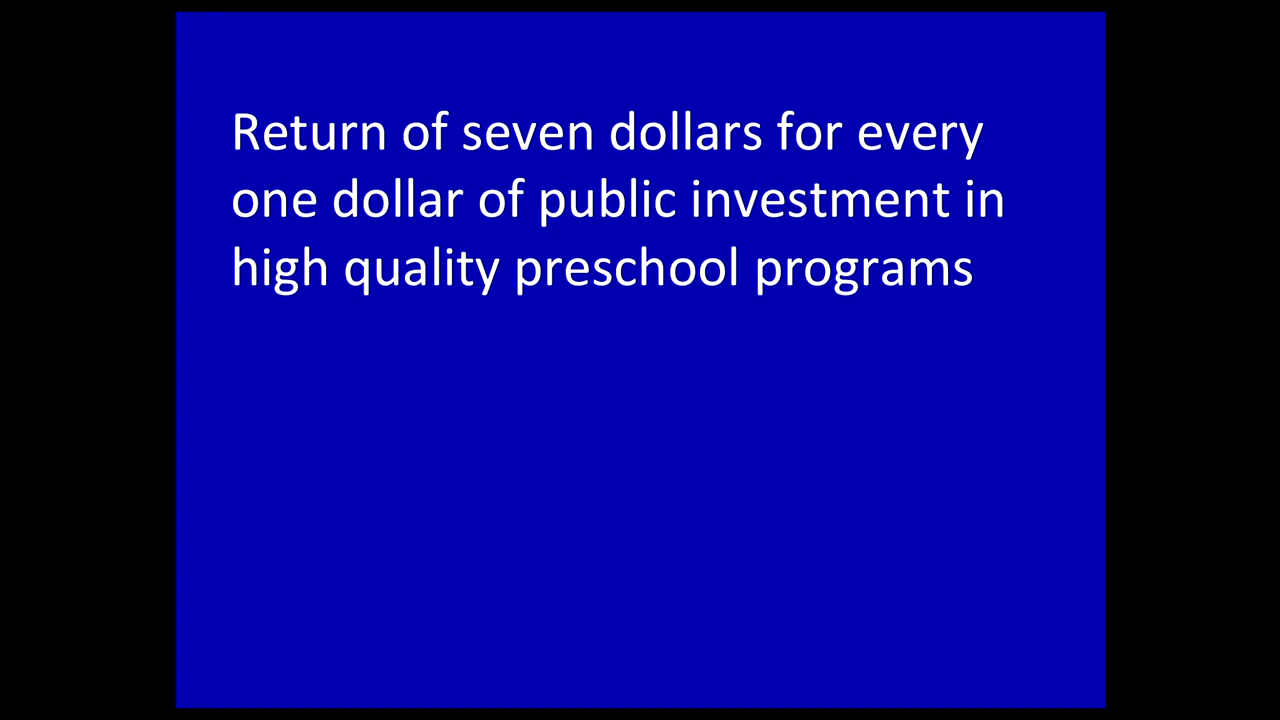 Return of seven dollars for every
one dollar of public investment in
high quality preschool programs